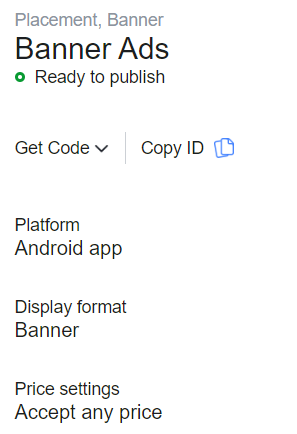 Placement, Banner
Banner Ads
Ready to publish
Get Code
Copy ID
Platform
Android app
Display format
Banner
Price settings
Accept any price